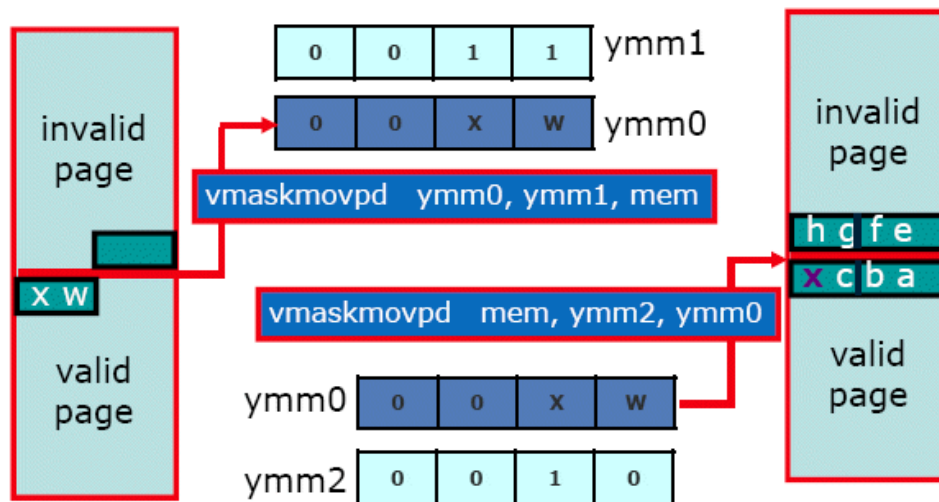 invalid
page
x w
valid
page
0 0 1 1 ymm1
0 0 X W ymm0
vmaskmovpd ymm0, ymm1, mem
vmaskmovpd mem, ymm2, ymm0
ymm0 0 0 X W
ymm2 0 0 1 0
invalid
page
h g f e
x c b a
valid
page